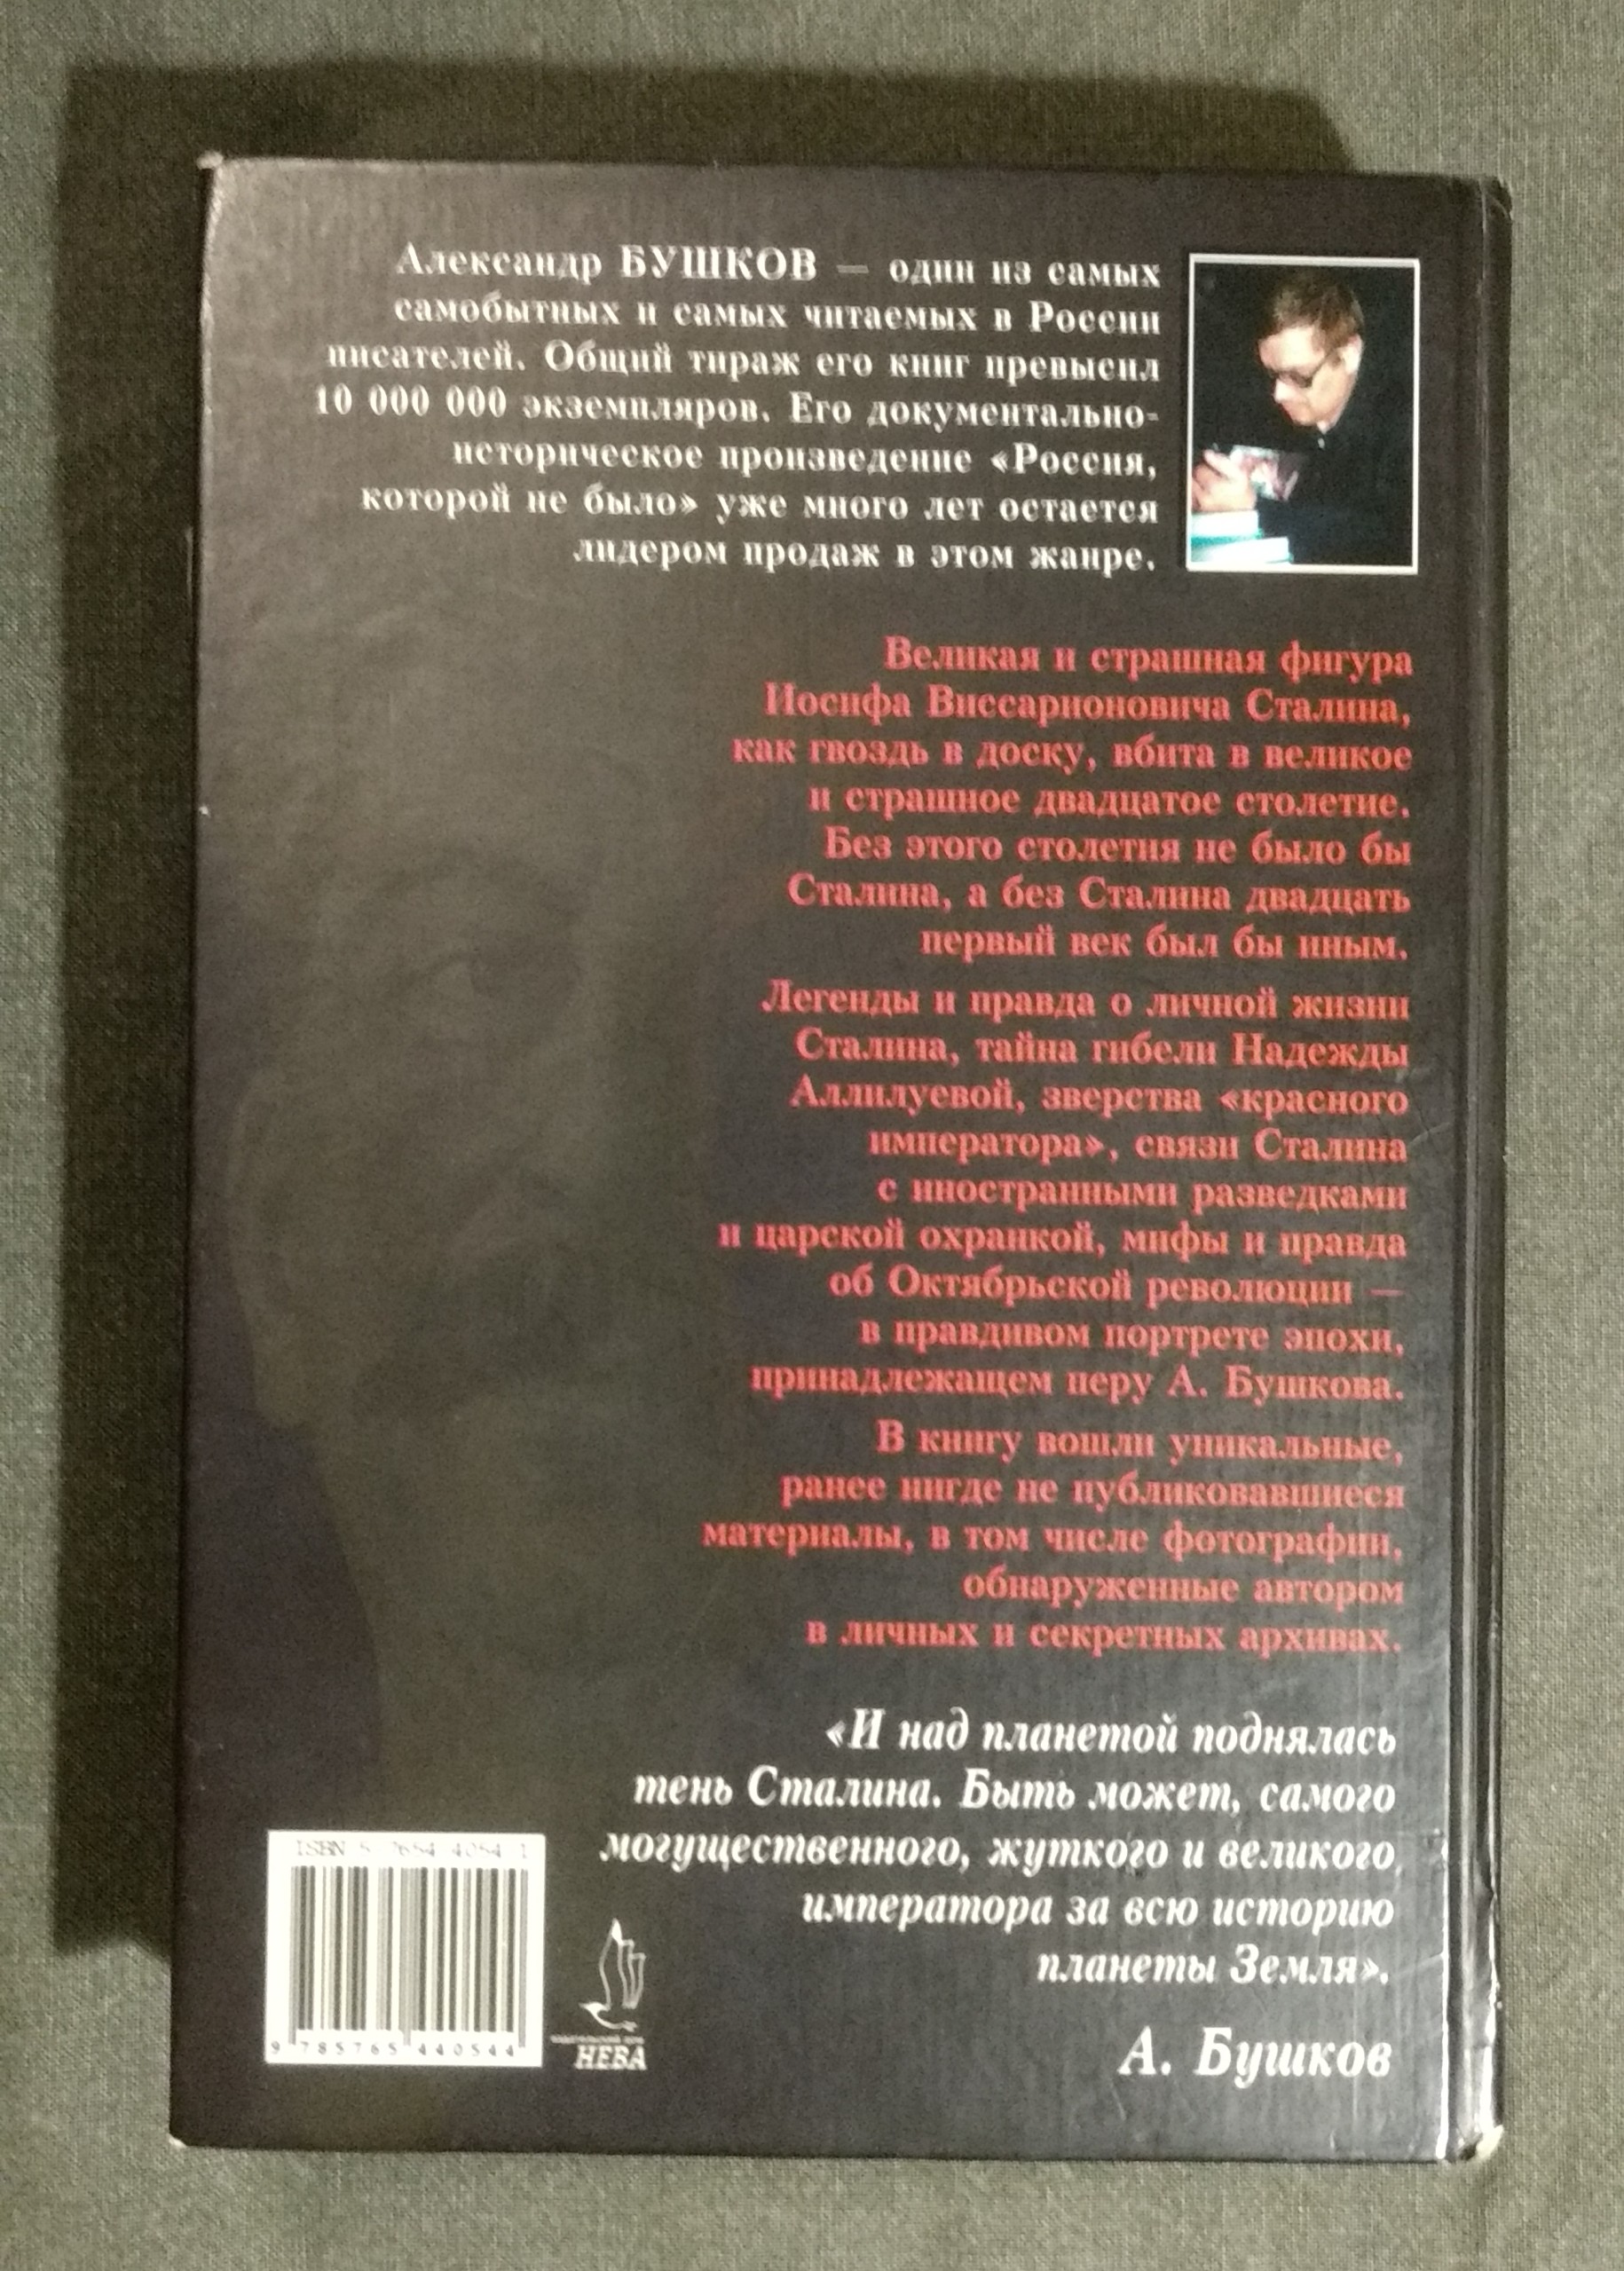 Александр БУШКОВ — один из самых
самобытных и самых читаемых в России
писателей. Общий тираж его книг превысил
10 000 000 экземпляров. Его документально-
историческое произведение «Россия,
которой не было» уже много лет остается
лидером продаж в этом жанре.
Великая и страшная фигура
Иосифа Виссарионовича Сталина,
как гвоздь в доску, вбита в великое
и страшное двадцатое столетие.
Без этого столетия не было бы
Сталина, а без Сталина двадцать
первый век был бы иным.
Легенды и правда о личной жизни
Сталина, тайна гибели Надежды
Аллилуевой, зверства «красного
императора», связи Сталина
с иностранными разведками
и царской охранкой, мифы и правда
об Октябрьской революции —
в правдивом портрете эпохи,
принадлежащем перу А. Бушкова.
В книгу вошли уникальные,
ранее нигде не публиковавшиеся
материалы, в том числе фотографии,
обнаруженные автором
в личных и секретных архивах.
«И над планетой поднялась
тень Сталина. Быть может, самого
могущественного, жуткого и великого
императора за всю историю
планеты Земля».
А. Бушков
ISBN 5 7654 4054 1
9 785765 440544
издательский дом
НЕВА